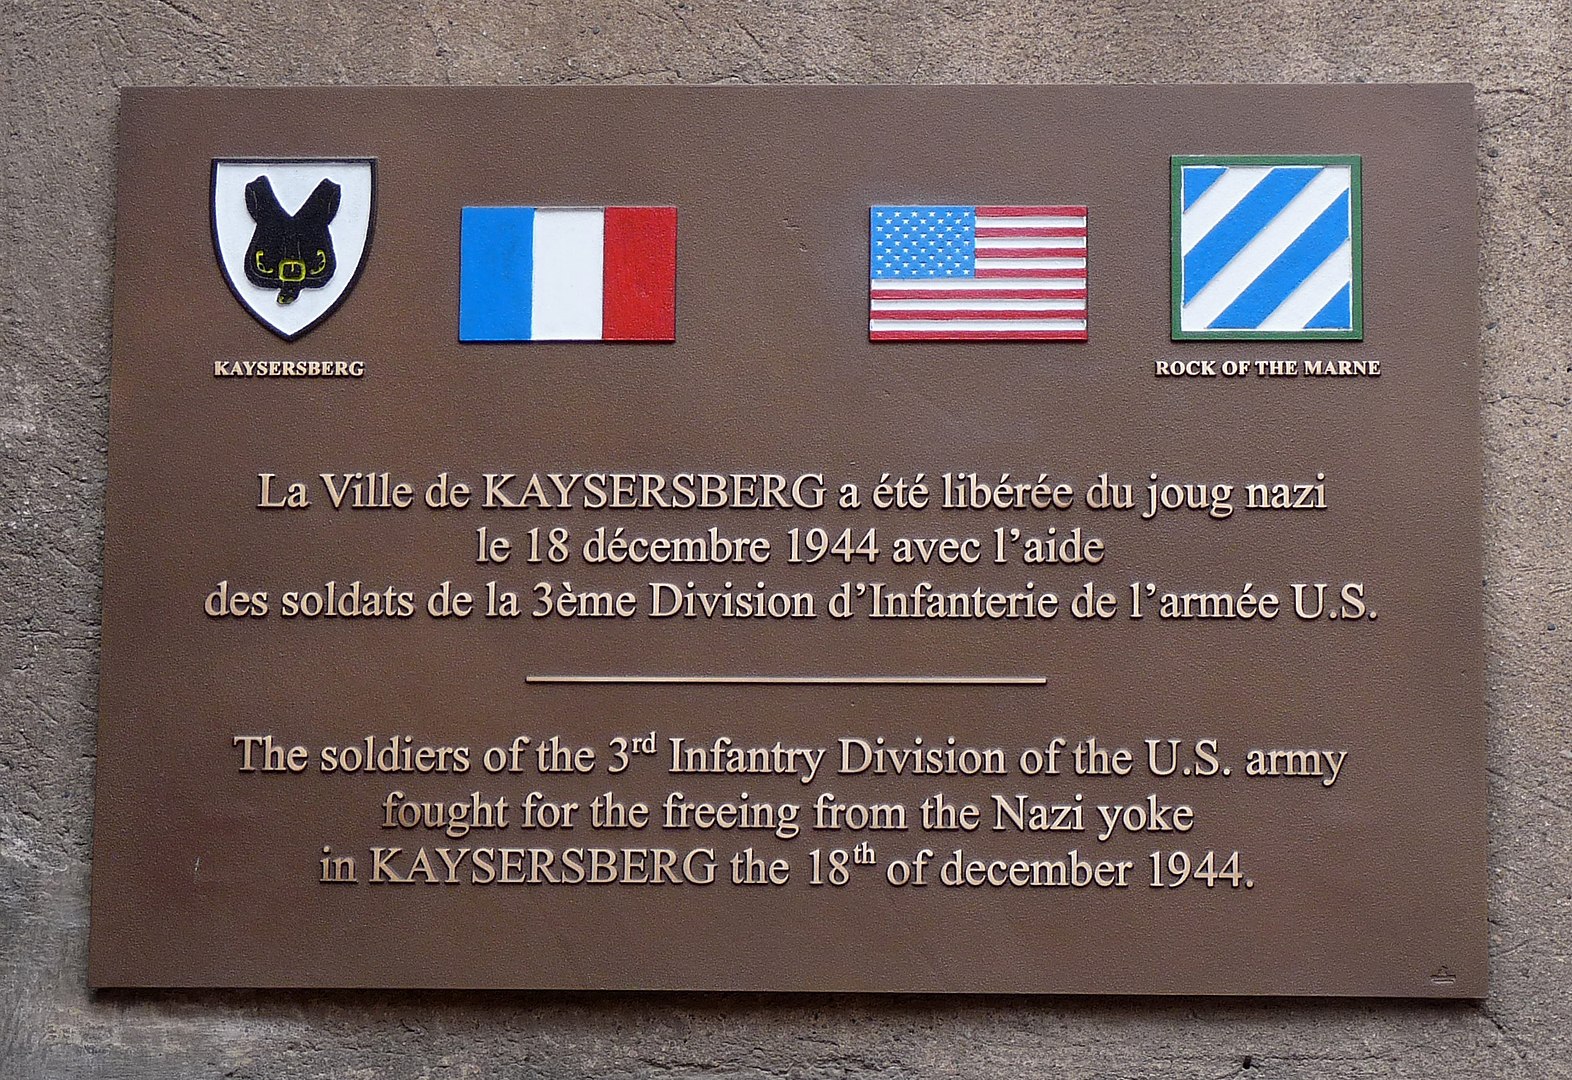 KAYSERSBERG
ROCK OF THE MARNE
La Ville de KAYSERSBERG a été libérée du joug nazi
le 18 décembre 1944 avec l'aide
des soldats de la 3ème Division d'Infanterie de l'armée U.S.
The soldiers of the 3rd Infantry Division of the U.S. army
fought for the freeing from the Nazi yoke
in KAYSERSBERG the 18th of december 1944.